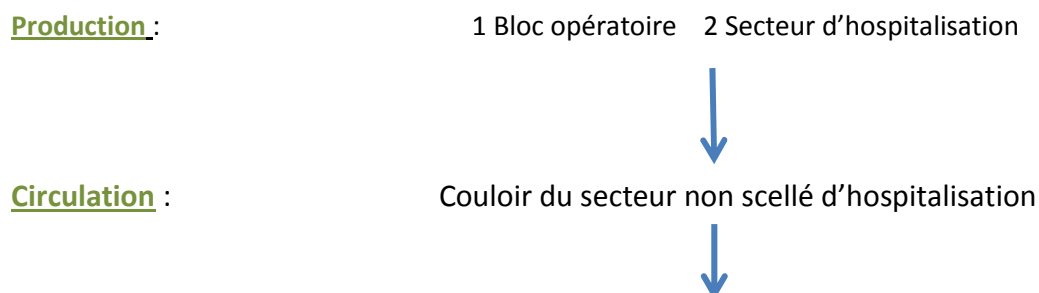 Production : 1 Bloc opératoire 2 Secteur d’hospitalisation
Circulation : Couloir du secteur non scellé d’hospitalisation